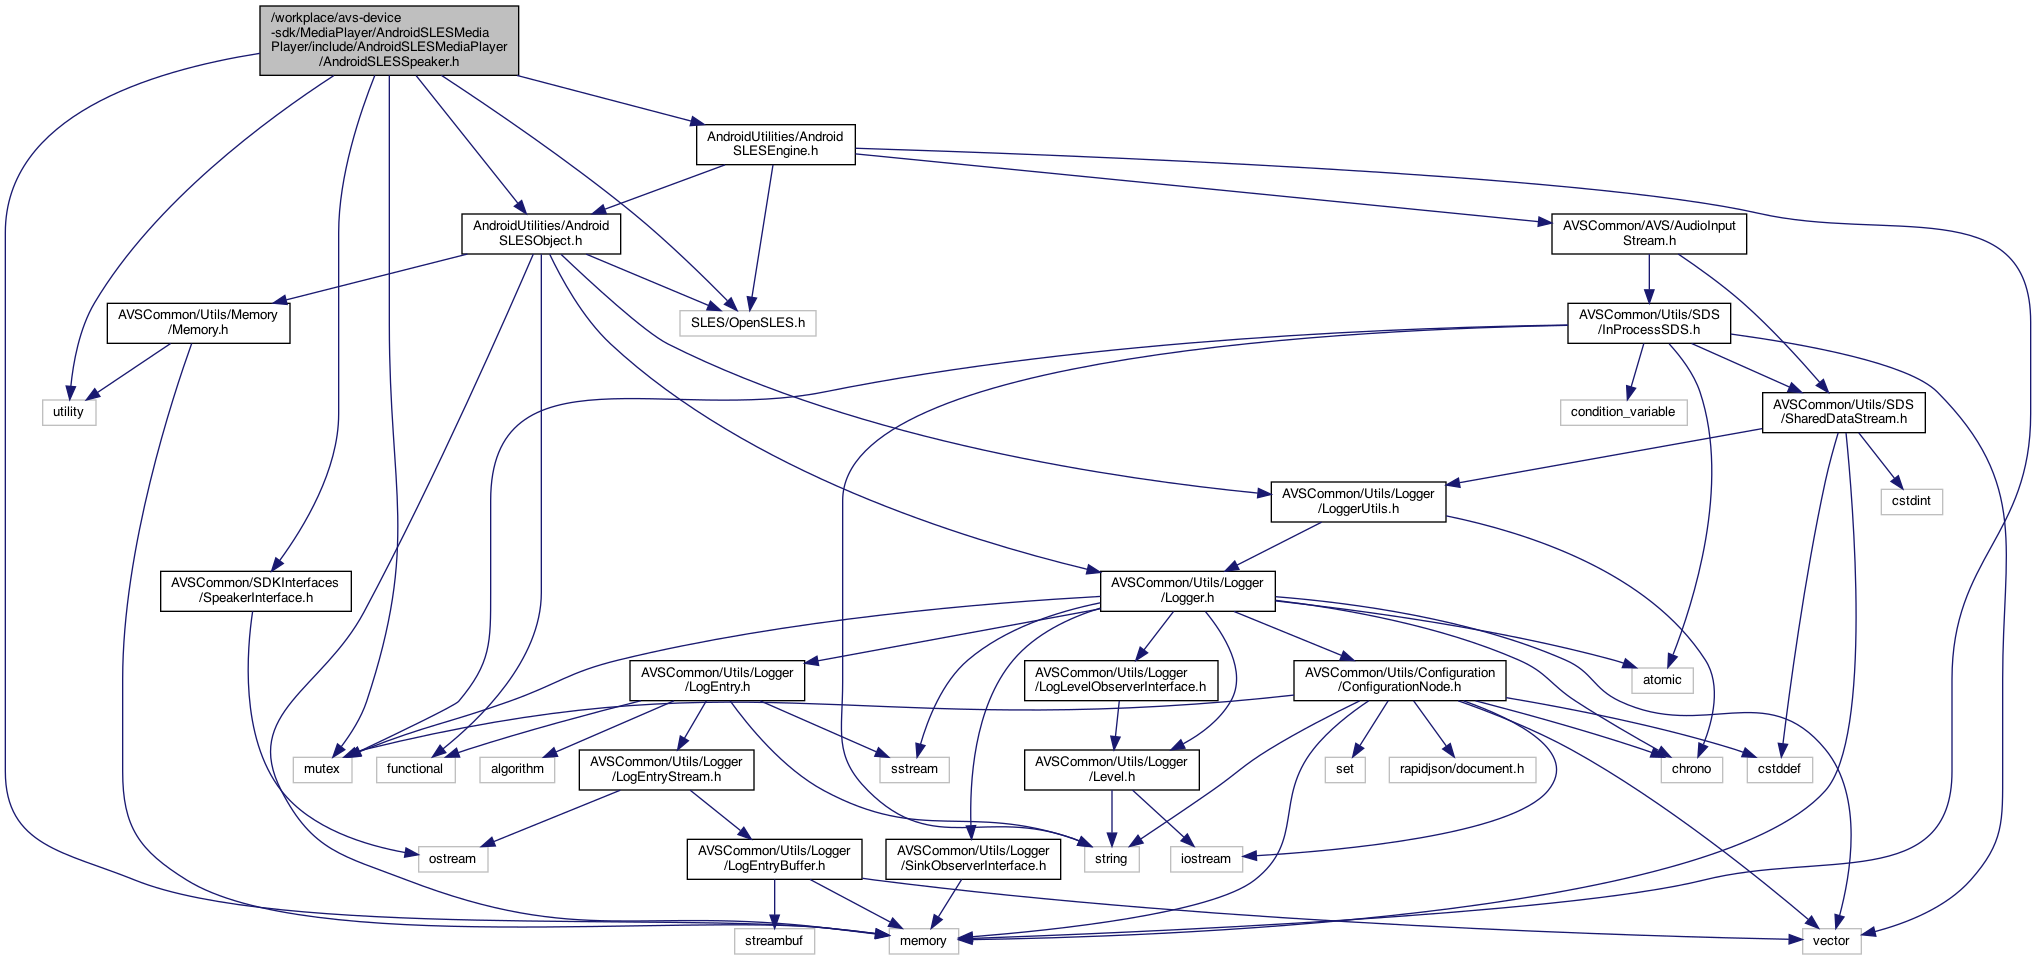 /workplace/avs-device
-sdk/MediaPlayer/AndroidSLESMedia
Player/include/AndroidSLESMediaPlayer
/AndroidSLESSpeaker.h
AndroidUtilities/Android
SLESEngine.h
AndroidUtilities/Android
SLESObject.h
AVSCommon/AVS/AudioInput
Stream.h
AVSCommon/Utils/Memory
/Memory.h
SLES/OpenSLES.h
AVSCommon/Utils/SDS
/InProcessSDS.h
utility
condition_variable
AVSCommon/Utils/SDS
/SharedDataStream.h
AVSCommon/Utils/Logger
/LoggerUtils.h
cstdint
AVSCommon/SDKInterfaces
/SpeakerInterface.h
AVSCommon/Utils/Logger
/Logger.h
AVSCommon/Utils/Logger
/LogEntry.h
AVSCommon/Utils/Logger
/LogLevelObserverInterface.h
AVSCommon/Utils/Configuration
/ConfigurationNode.h
atomic
mutex
functional
algorithm
AVSCommon/Utils/Logger
/LogEntryStream.h
sstream
AVSCommon/Utils/Logger
/Level.h
set
rapidjson/document.h
chrono
cstddef
ostream
AVSCommon/Utils/Logger
/LogEntryBuffer.h
AVSCommon/Utils/Logger
/SinkObserverInterface.h
string
iostream
streambuf
memory
vector